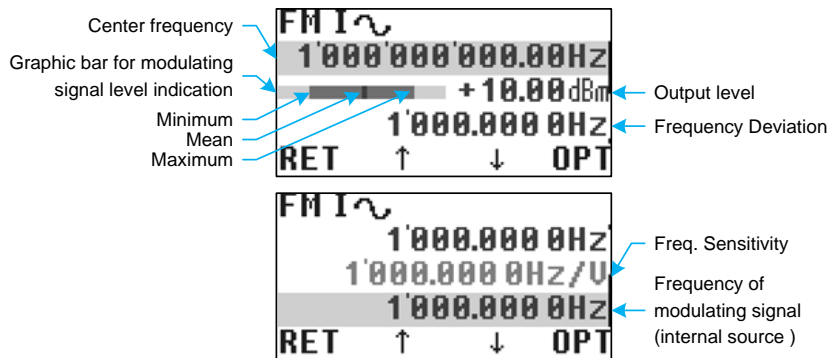 FM I
Center frequency
1'000'000'000.00Hz
Graphic bar for modulating
signal level indication
+10.00dBm
Output level
Minimum
Mean
Maximum
1'000.000 0Hz
Frequency Deviation
RET ↑ ↓ OPT
FM I
1'000.000 0Hz
1'000.000 0Hz/V
Freq. Sensitivity
1'000.000 0Hz
Frequency of
modulating signal
(internal source )
RET ↑ ↓ OPT